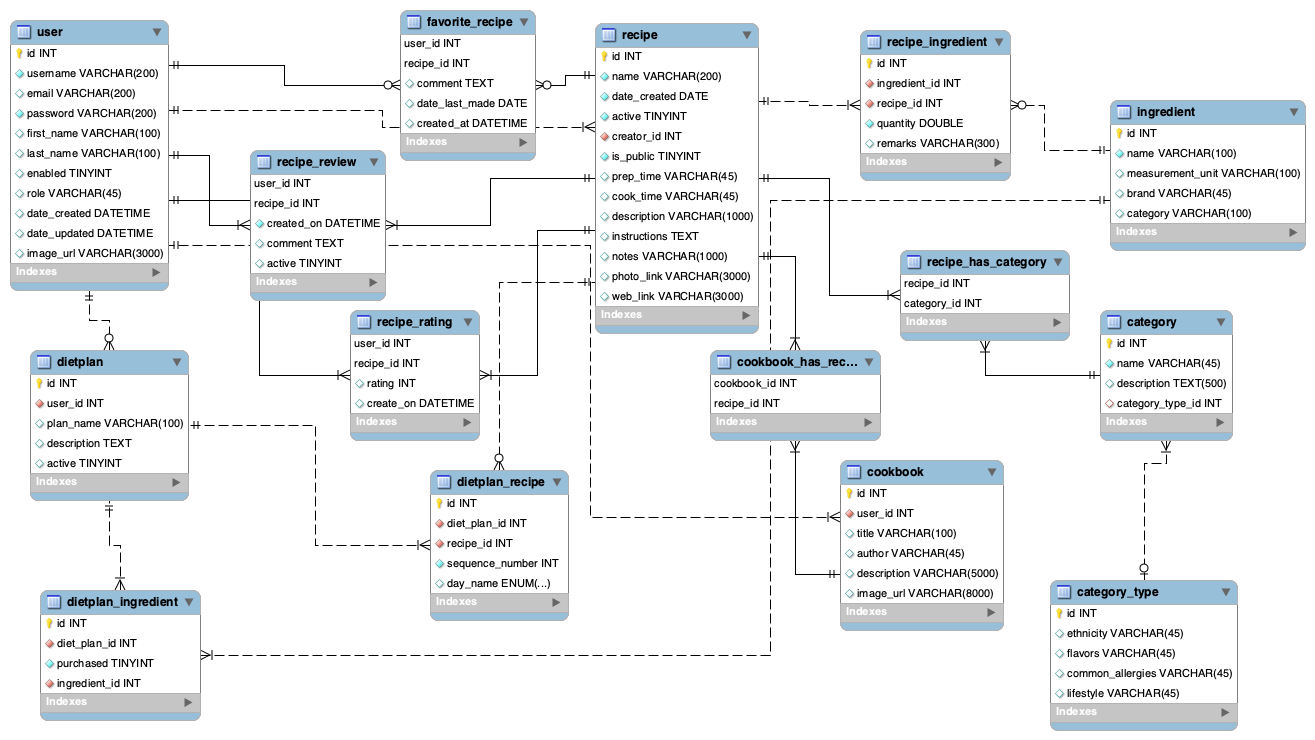 user
id INT
username VARCHAR(200)
email VARCHAR(200)
password VARCHAR(200)
first_name VARCHAR(100)
last_name VARCHAR(100)
enabled TINYINT
role VARCHAR(45)
date_created DATETIME
date_updated DATETIME
image_url VARCHAR(3000)
Indexes
favorite_recipe
user_id INT
recipe_id INT
comment TEXT
date_last_made DATE
created_at DATETIME
Indexes
recipe
id INT
name VARCHAR(200)
date_created DATE
active TINYINT
creator_id INT
is_public TINYINT
prep_time VARCHAR(45)
cook_time VARCHAR(45)
description VARCHAR(1000)
instructions TEXT
notes VARCHAR(1000)
photo_link VARCHAR(3000)
web_link VARCHAR(3000)
Indexes
recipe_ingredient
id INT
ingredient_id INT
recipe_id INT
quantity DOUBLE
remarks VARCHAR(300)
Indexes
ingredient
id INT
name VARCHAR(100)
measurement_unit VARCHAR(100)
brand VARCHAR(45)
category VARCHAR(100)
Indexes
recipe_review
user_id INT
recipe_id INT
created_on DATETIME
comment TEXT
active TINYINT
Indexes
recipe_has_category
recipe_id INT
category_id INT
Indexes
recipe_rating
user_id INT
recipe_id INT
rating INT
create_on DATETIME
Indexes
category
id INT
name VARCHAR(45)
description TEXT(500)
category_type_id INT
Indexes
dietplan
id INT
user_id INT
plan_name VARCHAR(100)
description TEXT
active TINYINT
Indexes
cookbook_has_rec...
cookbook_id INT
recipe_id INT
Indexes
dietplan_recipe
id INT
diet_plan_id INT
recipe_id INT
sequence_number INT
day_name ENUM(...)
Indexes
cookbook
id INT
user_id INT
title VARCHAR(100)
author VARCHAR(45)
description VARCHAR(5000)
image_url VARCHAR(8000)
Indexes
dietplan_ingredient
id INT
diet_plan_id INT
purchased TINYINT
ingredient_id INT
Indexes
category_type
id INT
ethnicity VARCHAR(45)
flavors VARCHAR(45)
common_allergies VARCHAR(45)
lifestyle VARCHAR(45)
Indexes